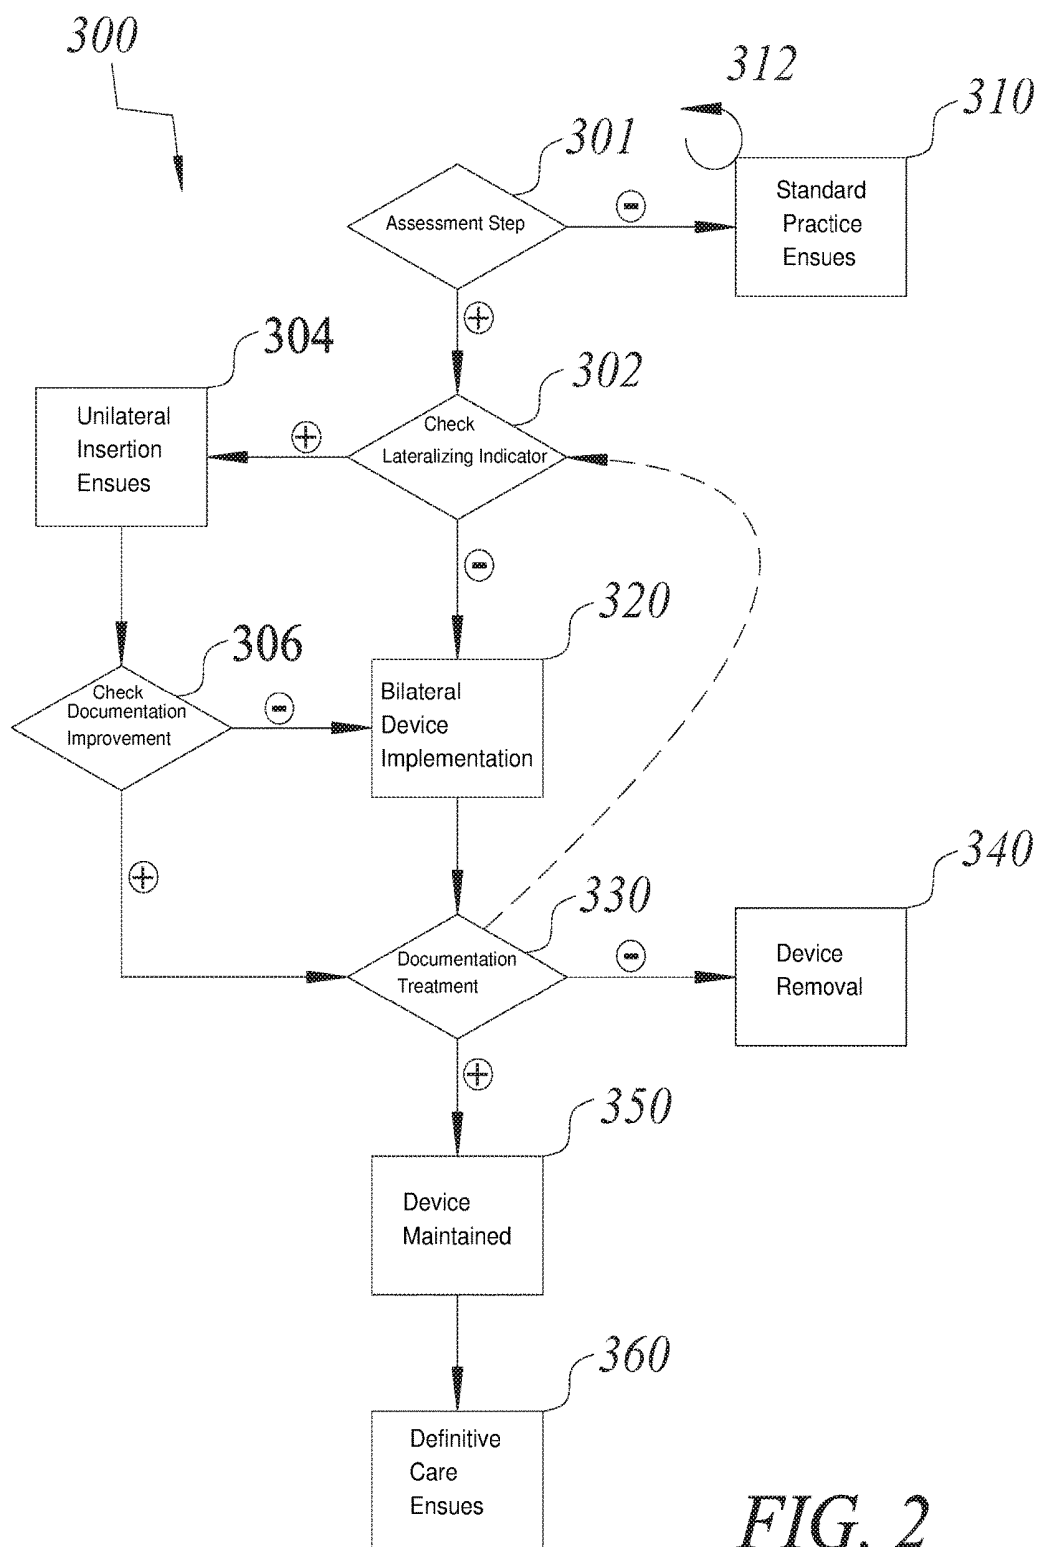 300
312
310
301
Assessment Step
-
Standard
Practice
Ensues
+
304
302
Unilateral
Insertion
Ensues
+
Check
Lateralizing Indicator
-
320
306
Check
Documentation
Improvement
-
Bilateral
Device
Implementation
340
+
330
Documentation
Treatment
-
Device
Removal
+
350
Device
Maintained
360
Definitive
Care
Ensues
FIG. 2